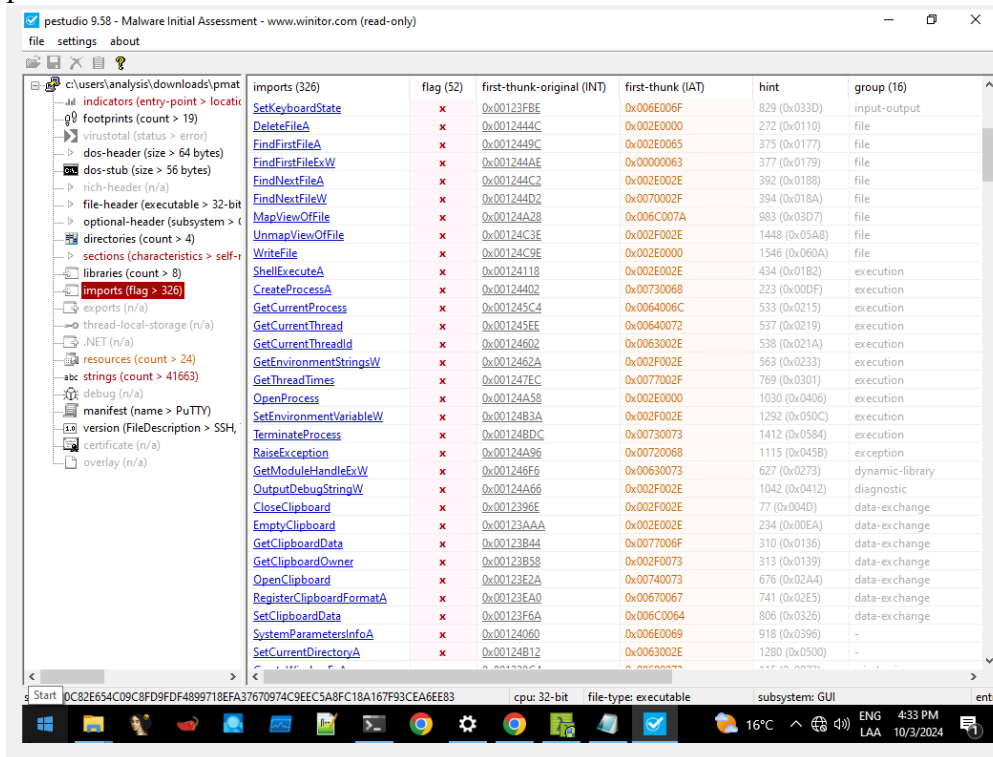 pestudio 9.58 - Malware Initial Assessment - www.winitor.com (read-only)
file settings about
c:\users\analysis\downloads\pmat
indicators (entry-point > locatic
footprints (count > 19)
virustotal (status > error)
dos-header (size > 64 bytes)
dos-stub (size > 56 bytes)
rich-header (n/a)
file-header (executable > 32-bit
optional-header (subsystem > (
directories (count > 4)
sections (characteristics > self-r
libraries (count > 8)
imports (flag > 326)
exports (n/a)
thread-local-storage (n/a)
.NET (n/a)
resources (count > 24)
abc strings (count > 41663)
debug (n/a)
manifest (name > PuTTY)
1.0 version (FileDescription > SSH,
certificate (n/a)
overlay (n/a)
imports (326) flag (52) first-thunk-original (INT) first-thunk (IAT) hint group (16)
SetKeyboardState x 0x00123FBE 0x006E006F 829 (0x033D) input-output
DeleteFileA x 0x0012444C 0x002E0000 272 (0x0110) file
FindFirstFileA x 0x0012449C 0x002E0065 375 (0x0177) file
FindFirstFileExW x 0x001244AE 0x00000063 377 (0x0179) file
FindNextFileA x 0x001244C2 0x002E002E 392 (0x0188) file
FindNextFileW x 0x001244D2 0x0070002F 394 (0x018A) file
MapViewOfFile x 0x00124A28 0x006C007A 983 (0x03D7) file
UnmapViewOfFile x 0x00124C3E 0x002F002E 1448 (0x05A8) file
WriteFile x 0x00124C9E 0x002E0000 1546 (0x060A) file
ShellExecuteA x 0x00124118 0x002E002E 434 (0x01B2) execution
CreateProcessA x 0x00124402 0x00730068 223 (0x00DF) execution
GetCurrentProcess x 0x001245C4 0x0064006C 533 (0x0215) execution
GetCurrentThread x 0x001245EE 0x00640072 537 (0x0219) execution
GetCurrentThreadId x 0x00124602 0x0063002E 538 (0x021A) execution
GetEnvironmentStringsW x 0x0012462A 0x002F002E 563 (0x0233) execution
GetThreadTimes x 0x001247EC 0x0077002F 769 (0x0301) execution
OpenProcess x 0x00124A58 0x002E0000 1030 (0x0406) execution
SetEnvironmentVariableW x 0x00124B3A 0x002F002E 1292 (0x050C) execution
TerminateProcess x 0x00124BDC 0x00730073 1412 (0x0584) execution
RaiseException x 0x00124A96 0x00720068 1115 (0x045B) exception
GetModuleHandleExW x 0x001246F6 0x00630073 627 (0x0273) dynamic-library
OutputDebugStringW x 0x00124A66 0x002F002E 1042 (0x0412) diagnostic
CloseClipboard x 0x0012396E 0x002F002E 77 (0x004D) data-exchange
EmptyClipboard x 0x00123AAA 0x002E002E 234 (0x00EA) data-exchange
GetClipboardData x 0x00123B44 0x0077006F 310 (0x0136) data-exchange
GetClipboardOwner x 0x00123B58 0x002F0073 313 (0x0139) data-exchange
OpenClipboard x 0x00123E2A 0x00740073 676 (0x02A4) data-exchange
RegisterClipboardFormatA x 0x00123EA0 0x00670067 741 (0x02E5) data-exchange
SetClipboardData x 0x00123F6A 0x006C0064 806 (0x0326) data-exchange
SystemParametersInfoA x 0x00124060 0x006E0069 918 (0x0396) -
SetCurrentDirectoryA x 0x00124B12 0x0063002E 1280 (0x0500) -
Start 0C82E654C09C8FD9FDF4899718EFA37670974C9EEC5A8FC18A167F93CEA6EE83 cpu: 32-bit file-type: executable subsystem: GUI ent
16°C ENG 4:33 PM
LAA 10/3/2024